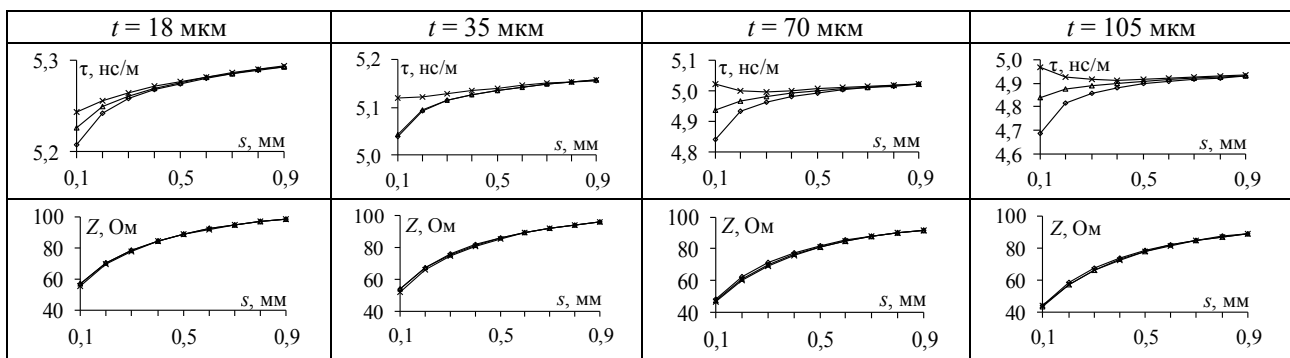 t = 18 мкм
t = 35 мкм
t = 70 мкм
t = 105 мкм
5,3
τ, нс/м
5,2
s, мм
0,1 0,5 0,9
5,2
τ, нс/м
5,1
5,0
s, мм
0,1 0,5 0,9
5,1
τ, нс/м
5,0
4,9
4,8
s, мм
0,1 0,5 0,9
5,0
τ, нс/м
4,9
4,8
4,7
4,6
s, мм
0,1 0,5 0,9
100
Z, Ом
80
60
40
s, мм
0,1 0,5 0,9
100
Z, Ом
80
60
40
s, мм
0,1 0,5 0,9
100
Z, Ом
80
60
40
s, мм
0,1 0,5 0,9
100
Z, Ом
80
60
40
s, мм
0,1 0,5 0,9